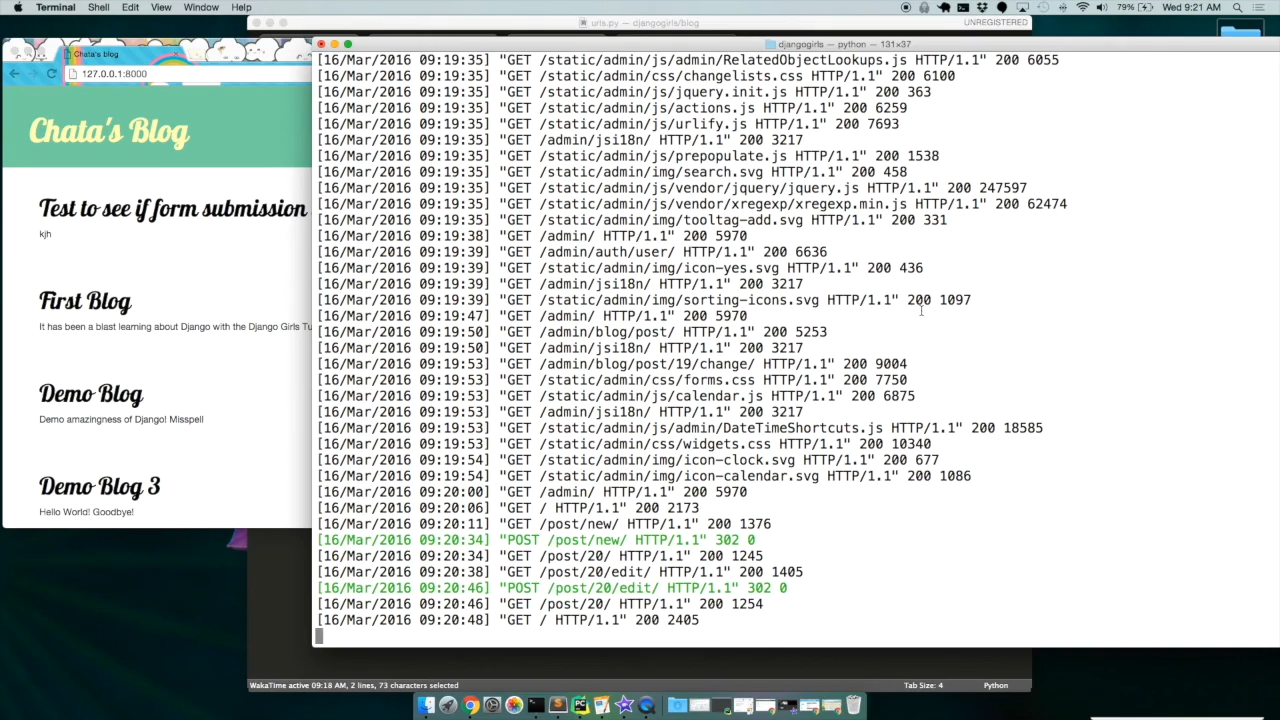 Terminal Shell Edit View Window Help
79% Wed 9:21 AM
urls.py — djangogirls/blog
UNREGISTERED
Chata's blog
127.0.0.1:8000
Chata's Blog
Test to see if form submission
kjh
First Blog
It has been a blast learning about Django with the Django Girls Tu
Demo Blog
Demo amazingness of Django! Misspell
Demo Blog 3
Hello World! Goodbye!
djangogirls — python — 131×37
[16/Mar/2016 09:19:35] "GET /static/admin/js/admin/RelatedObjectLookups.js HTTP/1.1" 200 6055
[16/Mar/2016 09:19:35] "GET /static/admin/css/changelists.css HTTP/1.1" 200 6100
[16/Mar/2016 09:19:35] "GET /static/admin/js/jquery.init.js HTTP/1.1" 200 363
[16/Mar/2016 09:19:35] "GET /static/admin/js/actions.js HTTP/1.1" 200 6259
[16/Mar/2016 09:19:35] "GET /static/admin/js/urlify.js HTTP/1.1" 200 7693
[16/Mar/2016 09:19:35] "GET /admin/jsi18n/ HTTP/1.1" 200 3217
[16/Mar/2016 09:19:35] "GET /static/admin/js/prepopulate.js HTTP/1.1" 200 1538
[16/Mar/2016 09:19:35] "GET /static/admin/img/search.svg HTTP/1.1" 200 458
[16/Mar/2016 09:19:35] "GET /static/admin/js/vendor/jquery/jquery.js HTTP/1.1" 200 247597
[16/Mar/2016 09:19:35] "GET /static/admin/js/vendor/xregexp/xregexp.min.js HTTP/1.1" 200 62474
[16/Mar/2016 09:19:35] "GET /static/admin/img/tooltag-add.svg HTTP/1.1" 200 331
[16/Mar/2016 09:19:38] "GET /admin/ HTTP/1.1" 200 5970
[16/Mar/2016 09:19:39] "GET /admin/auth/user/ HTTP/1.1" 200 6636
[16/Mar/2016 09:19:39] "GET /static/admin/img/icon-yes.svg HTTP/1.1" 200 436
[16/Mar/2016 09:19:39] "GET /admin/jsi18n/ HTTP/1.1" 200 3217
[16/Mar/2016 09:19:39] "GET /static/admin/img/sorting-icons.svg HTTP/1.1" 200 1097
[16/Mar/2016 09:19:47] "GET /admin/ HTTP/1.1" 200 5970
[16/Mar/2016 09:19:50] "GET /admin/blog/post/ HTTP/1.1" 200 5253
[16/Mar/2016 09:19:50] "GET /admin/jsi18n/ HTTP/1.1" 200 3217
[16/Mar/2016 09:19:53] "GET /admin/blog/post/19/change/ HTTP/1.1" 200 9004
[16/Mar/2016 09:19:53] "GET /static/admin/css/forms.css HTTP/1.1" 200 7750
[16/Mar/2016 09:19:53] "GET /static/admin/js/calendar.js HTTP/1.1" 200 6875
[16/Mar/2016 09:19:53] "GET /admin/jsi18n/ HTTP/1.1" 200 3217
[16/Mar/2016 09:19:53] "GET /static/admin/js/admin/DateTimeShortcuts.js HTTP/1.1" 200 18585
[16/Mar/2016 09:19:53] "GET /static/admin/css/widgets.css HTTP/1.1" 200 10340
[16/Mar/2016 09:19:54] "GET /static/admin/img/icon-clock.svg HTTP/1.1" 200 677
[16/Mar/2016 09:19:54] "GET /static/admin/img/icon-calendar.svg HTTP/1.1" 200 1086
[16/Mar/2016 09:20:00] "GET /admin/ HTTP/1.1" 200 5970
[16/Mar/2016 09:20:06] "GET / HTTP/1.1" 200 2173
[16/Mar/2016 09:20:11] "GET /post/new/ HTTP/1.1" 200 1376
[16/Mar/2016 09:20:34] "POST /post/new/ HTTP/1.1" 302 0
[16/Mar/2016 09:20:34] "GET /post/20/ HTTP/1.1" 200 1245
[16/Mar/2016 09:20:38] "GET /post/20/edit/ HTTP/1.1" 200 1405
[16/Mar/2016 09:20:46] "POST /post/20/edit/ HTTP/1.1" 302 0
[16/Mar/2016 09:20:46] "GET /post/20/ HTTP/1.1" 200 1254
[16/Mar/2016 09:20:48] "GET / HTTP/1.1" 200 2405
WakaTime active 09:18 AM, 2 lines, 73 characters selected
Tab Size: 4 Python